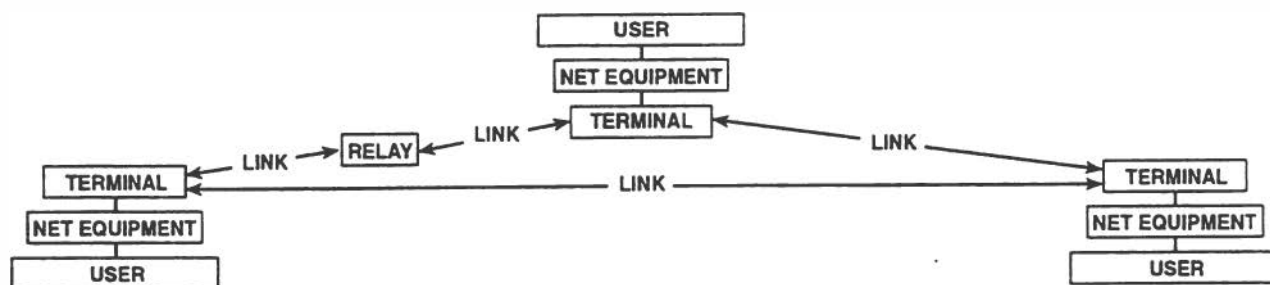 USER
NET EQUIPMENT
TERMINAL
LINK
RELAY
LINK
LINK
TERMINAL
LINK
TERMINAL
NET EQUIPMENT
NET EQUIPMENT
USER
USER